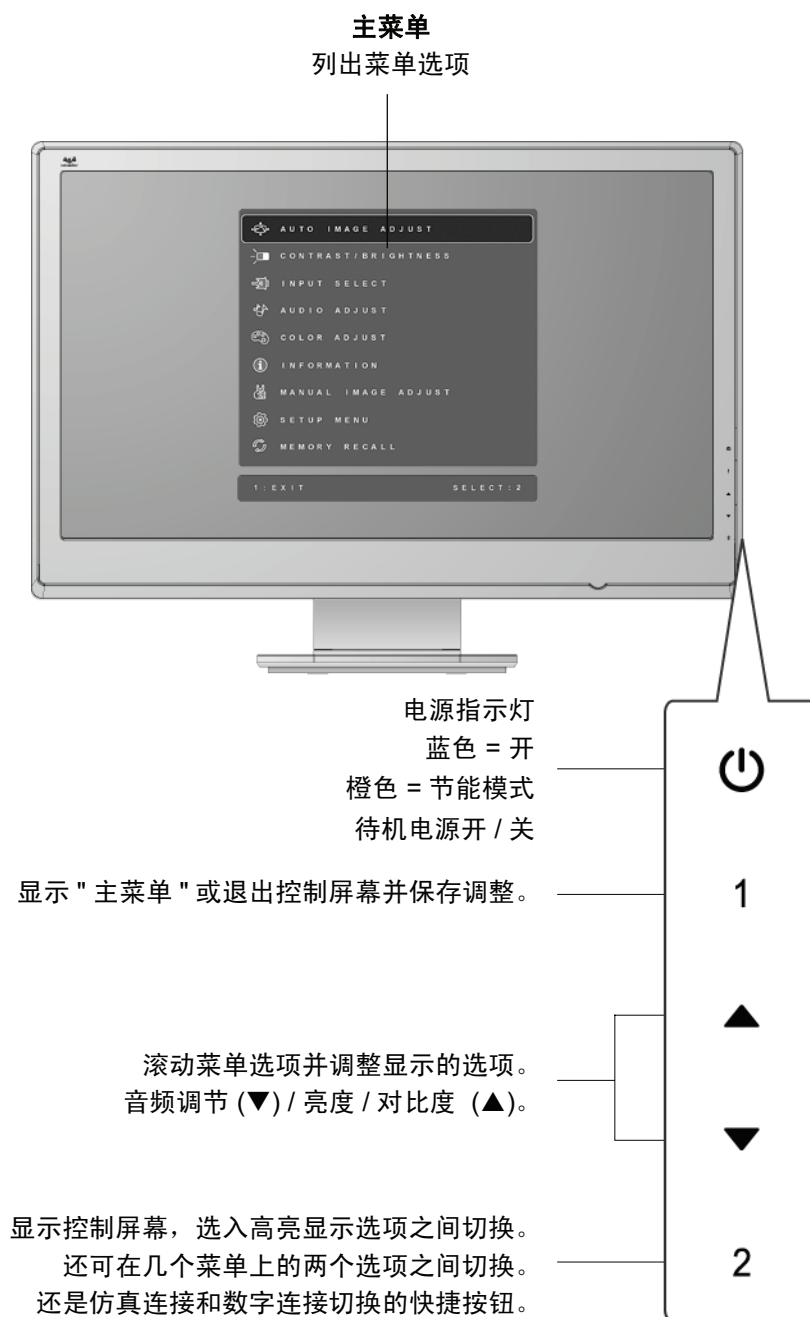 主菜单
列出菜单选项
AUTO IMAGE ADJUST
CONTRAST/BRIGHTNESS
INPUT SELECT
AUDIO ADJUST
COLOR ADJUST
INFORMATION
MANUAL IMAGE ADJUST
SETUP MENU
MEMORY RECALL
1:EXIT SELECT:2
电源指示灯
蓝色 = 开
橙色 = 节能模式
待机电源开 / 关
显示 " 主菜单 " 或退出控制屏幕并保存调整。
1
滚动菜单选项并调整显示的选项。
音频调节 (▼) / 亮度 / 对比度 (▲)。
显示控制屏幕，选入高亮显示选项之间切换。
还可在几个菜单上的两个选项之间切换。
还是仿真连接和数字连接切换的快捷按钮。
2